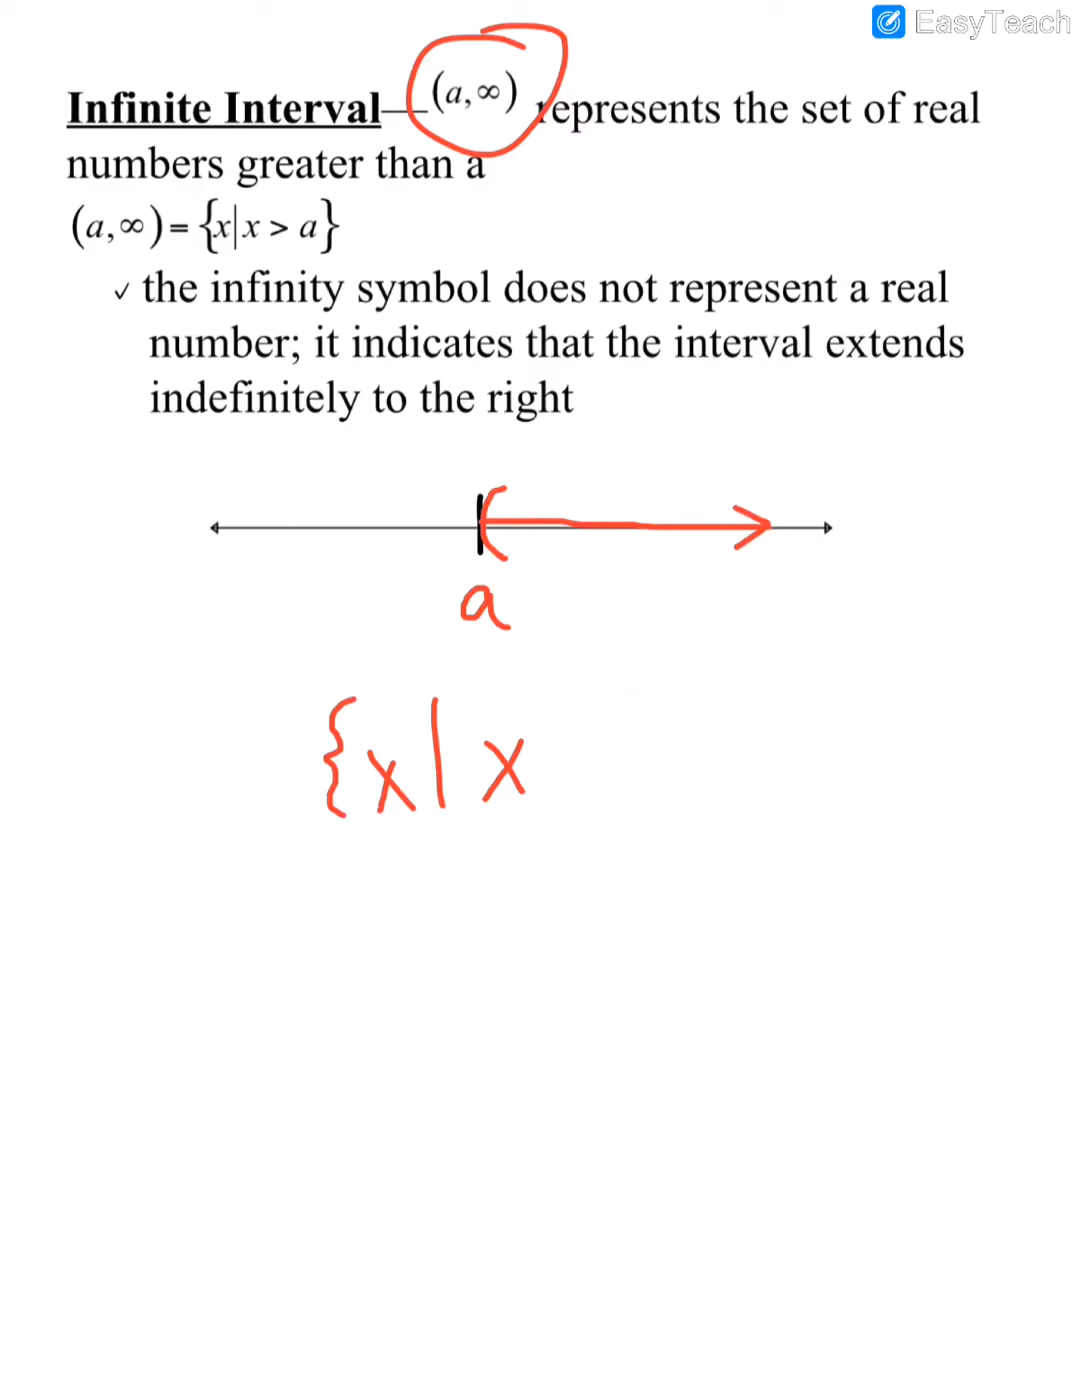 EasyTeach
Infinite Interval—(a,∞) represents the set of real
numbers greater than a
(a,∞)= {x|x > a}
✓ the infinity symbol does not represent a real
number; it indicates that the interval extends
indefinitely to the right
a
{x| x